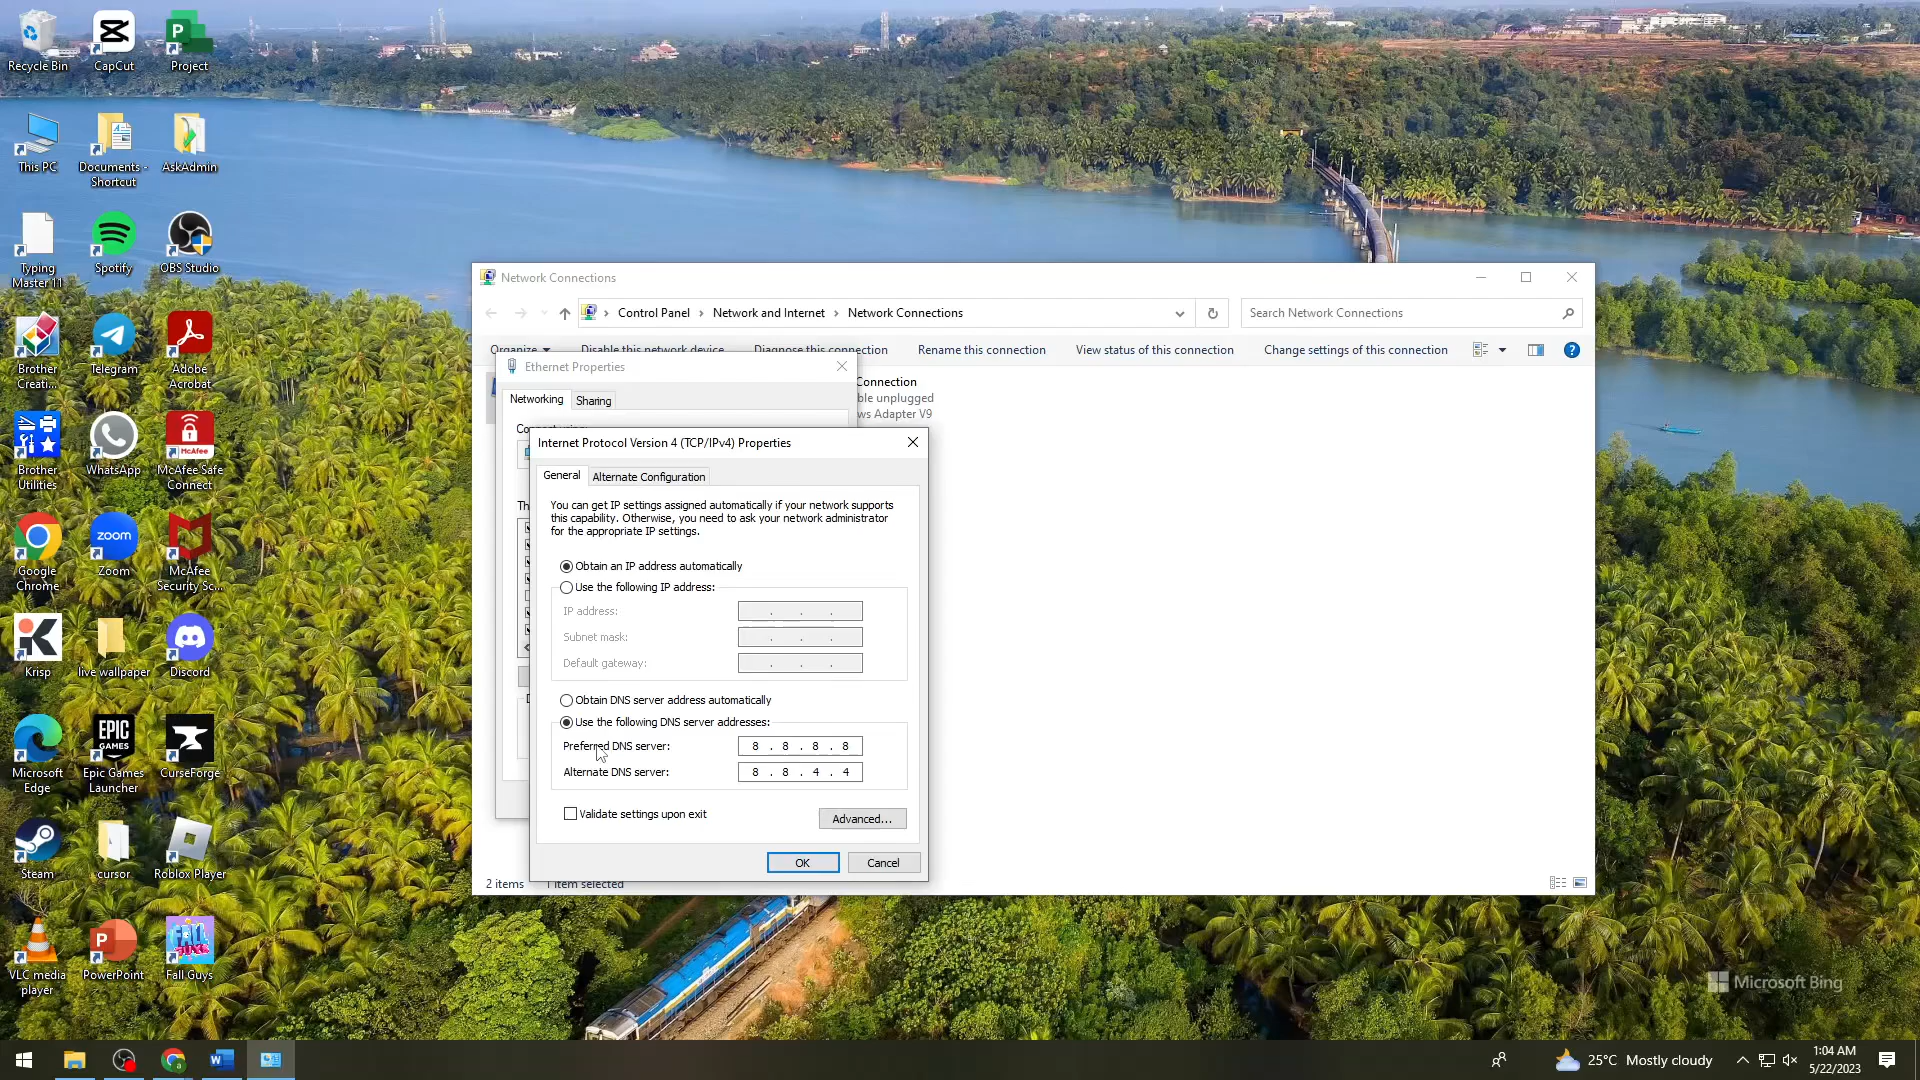 Recycle Bin
CapCut
Project
This PC
Documents -
Shortcut
AskAdmin
Typing
Master 11
Spotify
OBS Studio
Brother
Creati...
Telegram
Adobe
Acrobat
Brother
Utilities
WhatsApp
McAfee Safe
Connect
Google
Chrome
zoom
Zoom
McAfee
Security Sc...
Krisp
live wallpaper
Discord
Microsoft
Edge
EPIC
GAMES
Epic Games
Launcher
CurseForge
Steam
cursor
Roblox Player
VLC media
player
PowerPoint
Fall Guys
Network Connections
Control Panel > Network and Internet > Network Connections
Search Network Connections
Organize
Disable this network device
Diagnose this connection
Rename this connection
View status of this connection
Change settings of this connection
Connection
ble unplugged
ws Adapter V9
Ethernet Properties
Networking
Sharing
Internet Protocol Version 4 (TCP/IPv4) Properties
General
Alternate Configuration
You can get IP settings assigned automatically if your network supports
this capability. Otherwise, you need to ask your network administrator
for the appropriate IP settings.
Obtain an IP address automatically
Use the following IP address:
IP address:
Subnet mask:
Default gateway:
Obtain DNS server address automatically
Use the following DNS server addresses:
Preferred DNS server: 8 . 8 . 8 . 8
Alternate DNS server: 8 . 8 . 4 . 4
Validate settings upon exit
Advanced...
OK
Cancel
2 items
1 item selected
Microsoft Bing
25°C Mostly cloudy
1:04 AM
5/22/2023